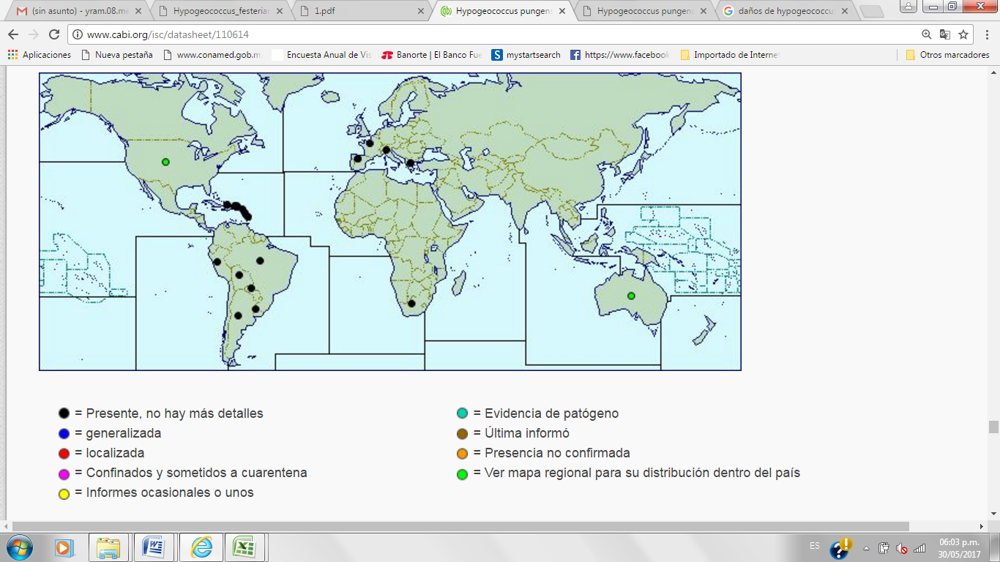 (sin asunto) - yram.08.me
Hypogeococcus_festerian
1.pdf
Hypogeococcus pungens
Hypogeococcus pungens
daños de hypogeococcus
www.cabi.org/isc/datasheet/110614
Aplicaciones
Nueva pestaña
www.conamed.gob.m
Encuesta Anual de Vis
Banorte | El Banco Fue
mystartsearch
https://www.facebook
Importado de Internet
Otros marcadores
= Presente, no hay más detalles
= generalizada
= localizada
= Confinados y sometidos a cuarentena
= Informes ocasionales o unos
= Evidencia de patógeno
= Última informó
= Presencia no confirmada
= Ver mapa regional para su distribución dentro del país
ES
06:03 p.m.
30/05/2017